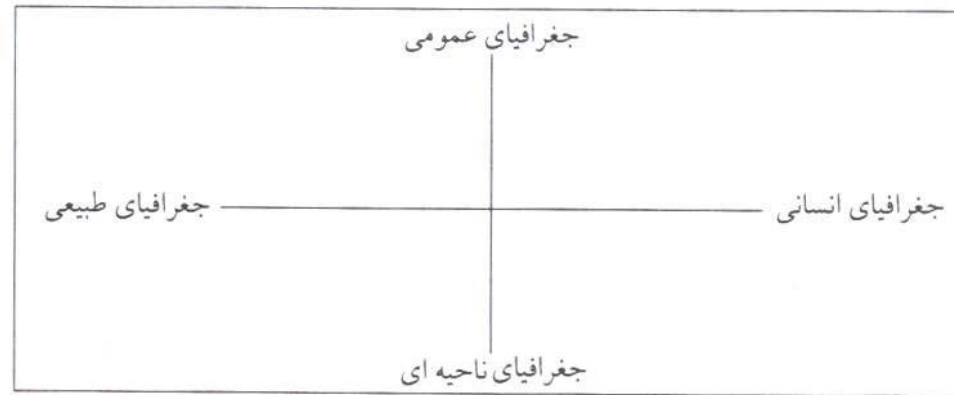 جغرافیای عمومی
جغرافیای انسانی
جغرافیای طبیعی
جغرافیای ناحیه ای